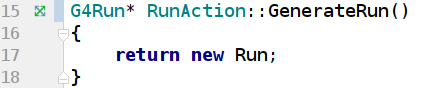 15 G4Run* RunAction::GenerateRun()
16 {
17     return new Run;
18 }